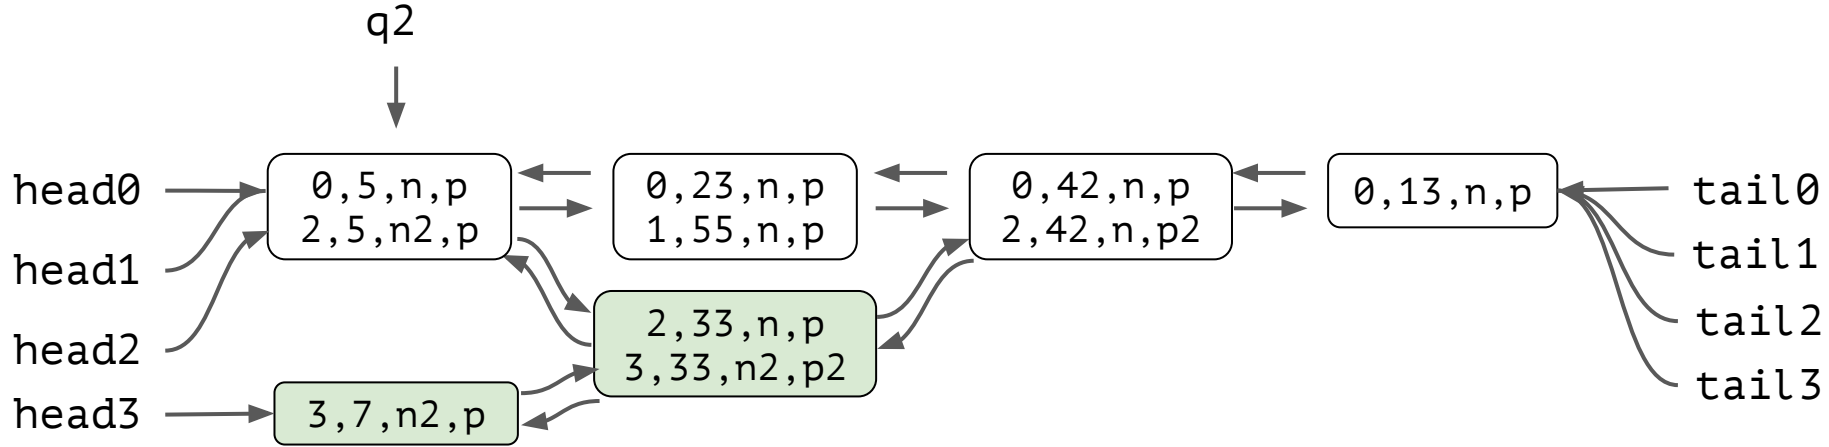 q2
head0
head1
head2
head3
0,5,n,p
2,5,n2,p
0,23,n,p
1,55,n,p
0,42,n,p
2,42,n,p2
0,13,n,p
2,33,n,p
3,33,n2,p2
3,7,n2,p
tail0
tail1
tail2
tail3